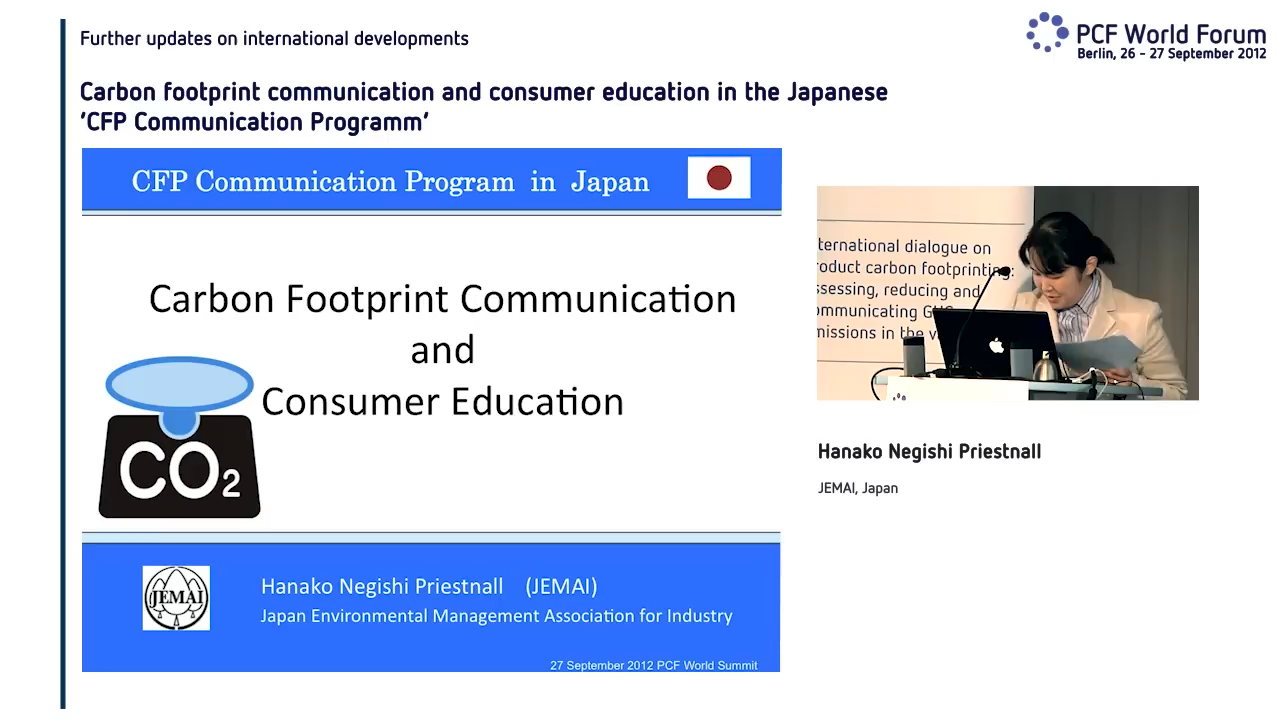 Further updates on international developments
PCF World Forum
Berlin, 26 – 27 September 2012
Carbon footprint communication and consumer education in the Japanese
‘CFP Communication Programm’
CFP Communication Program in Japan
Carbon Footprint Communication
and
Consumer Education
CO2
JEMAI
Hanako Negishi Priestnall (JEMAI)
Japan Environmental Management Association for Industry
27 September 2012 PCF World Summit
ternational dialogue on
roduct carbon footprinting:
ssessing, reducing and
ommunicating
missions in the
Hanako Negishi Priestnall
JEMAI, Japan